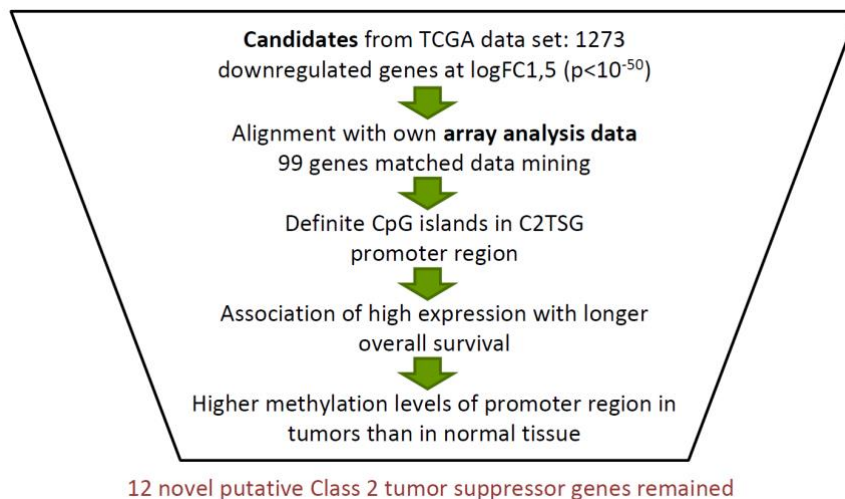 Candidates from TCGA data set: 1273
downregulated genes at logFC1,5 (p<10⁻⁵⁰)
Alignment with own array analysis data
99 genes matched data mining
Definite CpG islands in C2TSG
promoter region
Association of high expression with longer
overall survival
Higher methylation levels of promoter region in
tumors than in normal tissue
12 novel putative Class 2 tumor suppressor genes remained